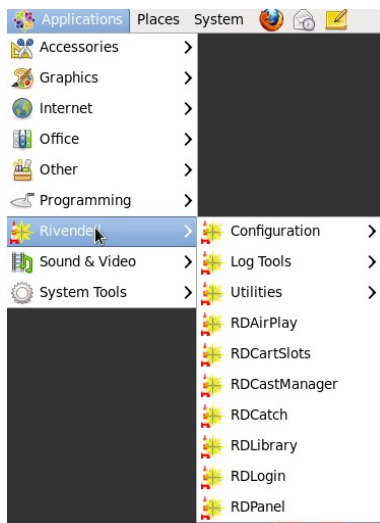 Applications Places System
Accessories
Graphics
Internet
Office
Other
Programming
Sound & Video
System Tools
Configuration
Log Tools
Utilities
RDAirPlay
RDCartSlots
RDCastManager
RDCatch
RDLibrary
RDLogin
RDPanel